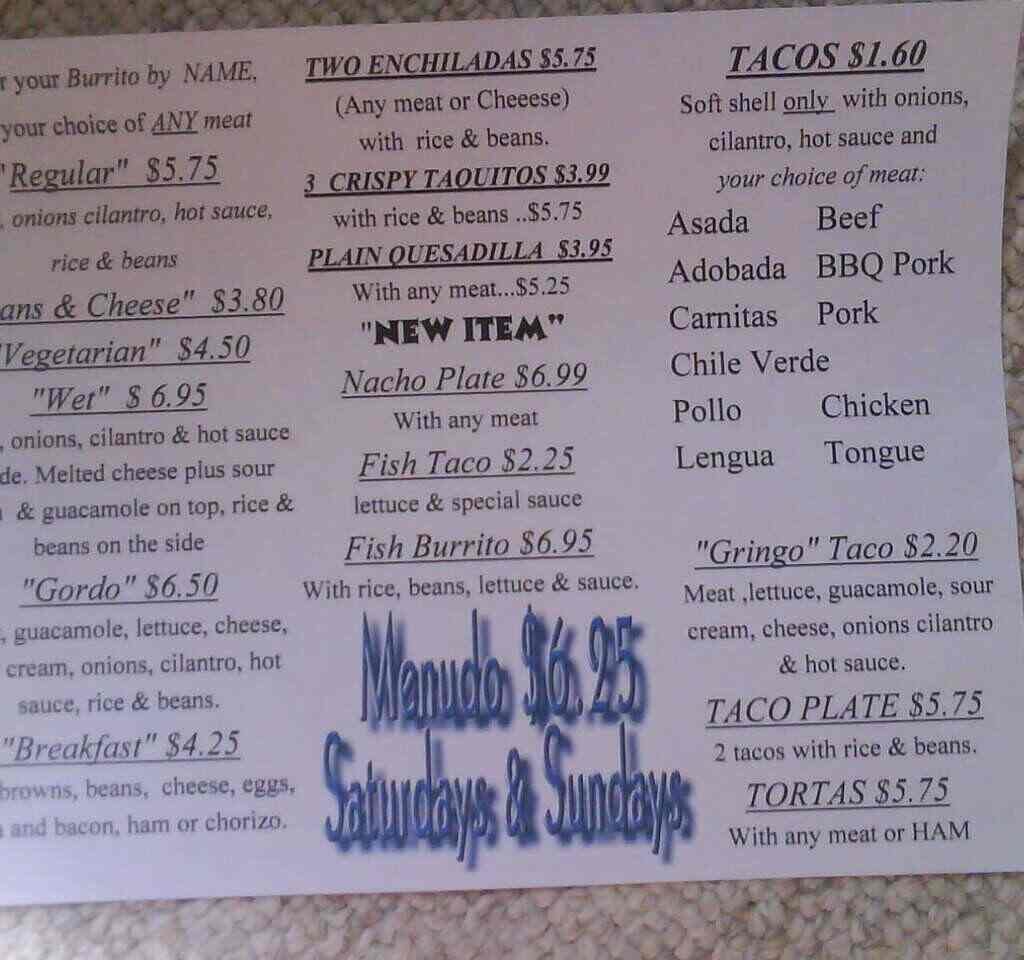 your Burrito by NAME,
your choice of ANY meat
"Regular" $5.75
onions cilantro, hot sauce,
rice & beans
& Cheese" $3.80
"Vegetarian" $4.50
"Wet" $ 6.95
, onions, cilantro & hot sauce
Melted cheese plus sour
& guacamole on top, rice &
beans on the side
"Gordo" $6.50
guacamole, lettuce, cheese,
cream, onions, cilantro, hot
sauce, rice & beans.
"Breakfast" $4.25
browns, beans, cheese, eggs,
and bacon, ham or chorizo.
TWO ENCHILADAS $5.75
(Any meat or Cheeese)
with rice & beans.
3 CRISPY TAQUITOS $3.99
with rice & beans ..$5.75
PLAIN QUESADILLA $3.95
With any meat...$5.25
"NEW ITEM"
Nacho Plate $6.99
With any meat
Fish Taco $2.25
lettuce & special sauce
Fish Burrito $6.95
With rice, beans, lettuce & sauce.
Menudo $6.25
Saturdays & Sundays
TACOS $1.60
Soft shell only with onions,
cilantro, hot sauce and
your choice of meat:
Asada Beef
Adobada BBQ Pork
Carnitas Pork
Chile Verde
Pollo Chicken
Lengua Tongue
"Gringo" Taco $2.20
Meat ,lettuce, guacamole, sour
cream, cheese, onions cilantro
& hot sauce.
TACO PLATE $5.75
2 tacos with rice & beans.
TORTAS $5.75
With any meat or HAM